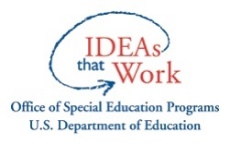 IDEAs
that Work
Office of Special Education Programs
U.S. Department of Education